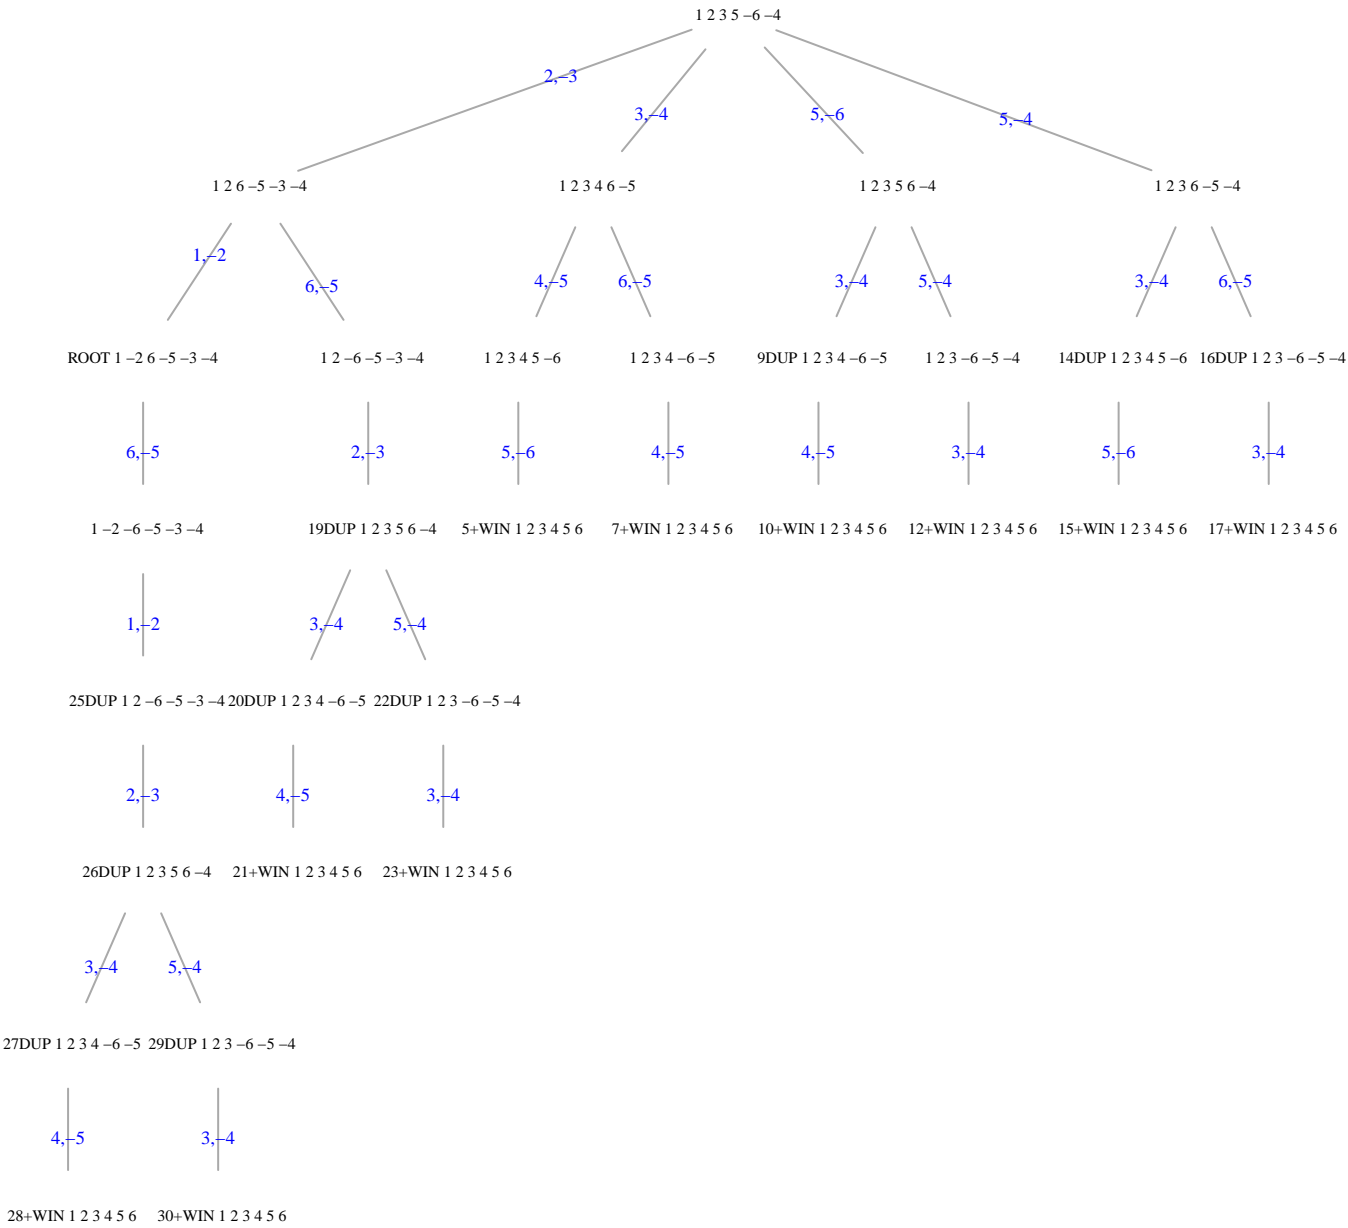 1 2 3 5 −6 −4
2,−3
3,−4
5,−6
5,−4
1 2 6 −5 −3 −4
1 2 3 4 6 −5
1 2 3 5 6 −4
1 2 3 6 −5 −4
1,−2
6,−5
4,−5
6,−5
3,−4
5,−4
3,−4
6,−5
ROOT 1 −2 6 −5 −3 −4
1 2 −6 −5 −3 −4
1 2 3 4 5 −6
1 2 3 4 −6 −5
9DUP 1 2 3 4 −6 −5
1 2 3 −6 −5 −4
14DUP 1 2 3 4 5 −6
16DUP 1 2 3 −6 −5 −4
6,−5
2,−3
5,−6
4,−5
4,−5
3,−4
5,−6
3,−4
1 −2 −6 −5 −3 −4
19DUP 1 2 3 5 6 −4
5+WIN 1 2 3 4 5 6
7+WIN 1 2 3 4 5 6
10+WIN 1 2 3 4 5 6
12+WIN 1 2 3 4 5 6
15+WIN 1 2 3 4 5 6
17+WIN 1 2 3 4 5 6
1,−2
3,−4
5,−4
25DUP 1 2 −6 −5 −3 −4
20DUP 1 2 3 4 −6 −5
22DUP 1 2 3 −6 −5 −4
2,−3
4,−5
3,−4
26DUP 1 2 3 5 6 −4
21+WIN 1 2 3 4 5 6
23+WIN 1 2 3 4 5 6
3,−4
5,−4
27DUP 1 2 3 4 −6 −5
29DUP 1 2 3 −6 −5 −4
4,−5
3,−4
28+WIN 1 2 3 4 5 6
30+WIN 1 2 3 4 5 6